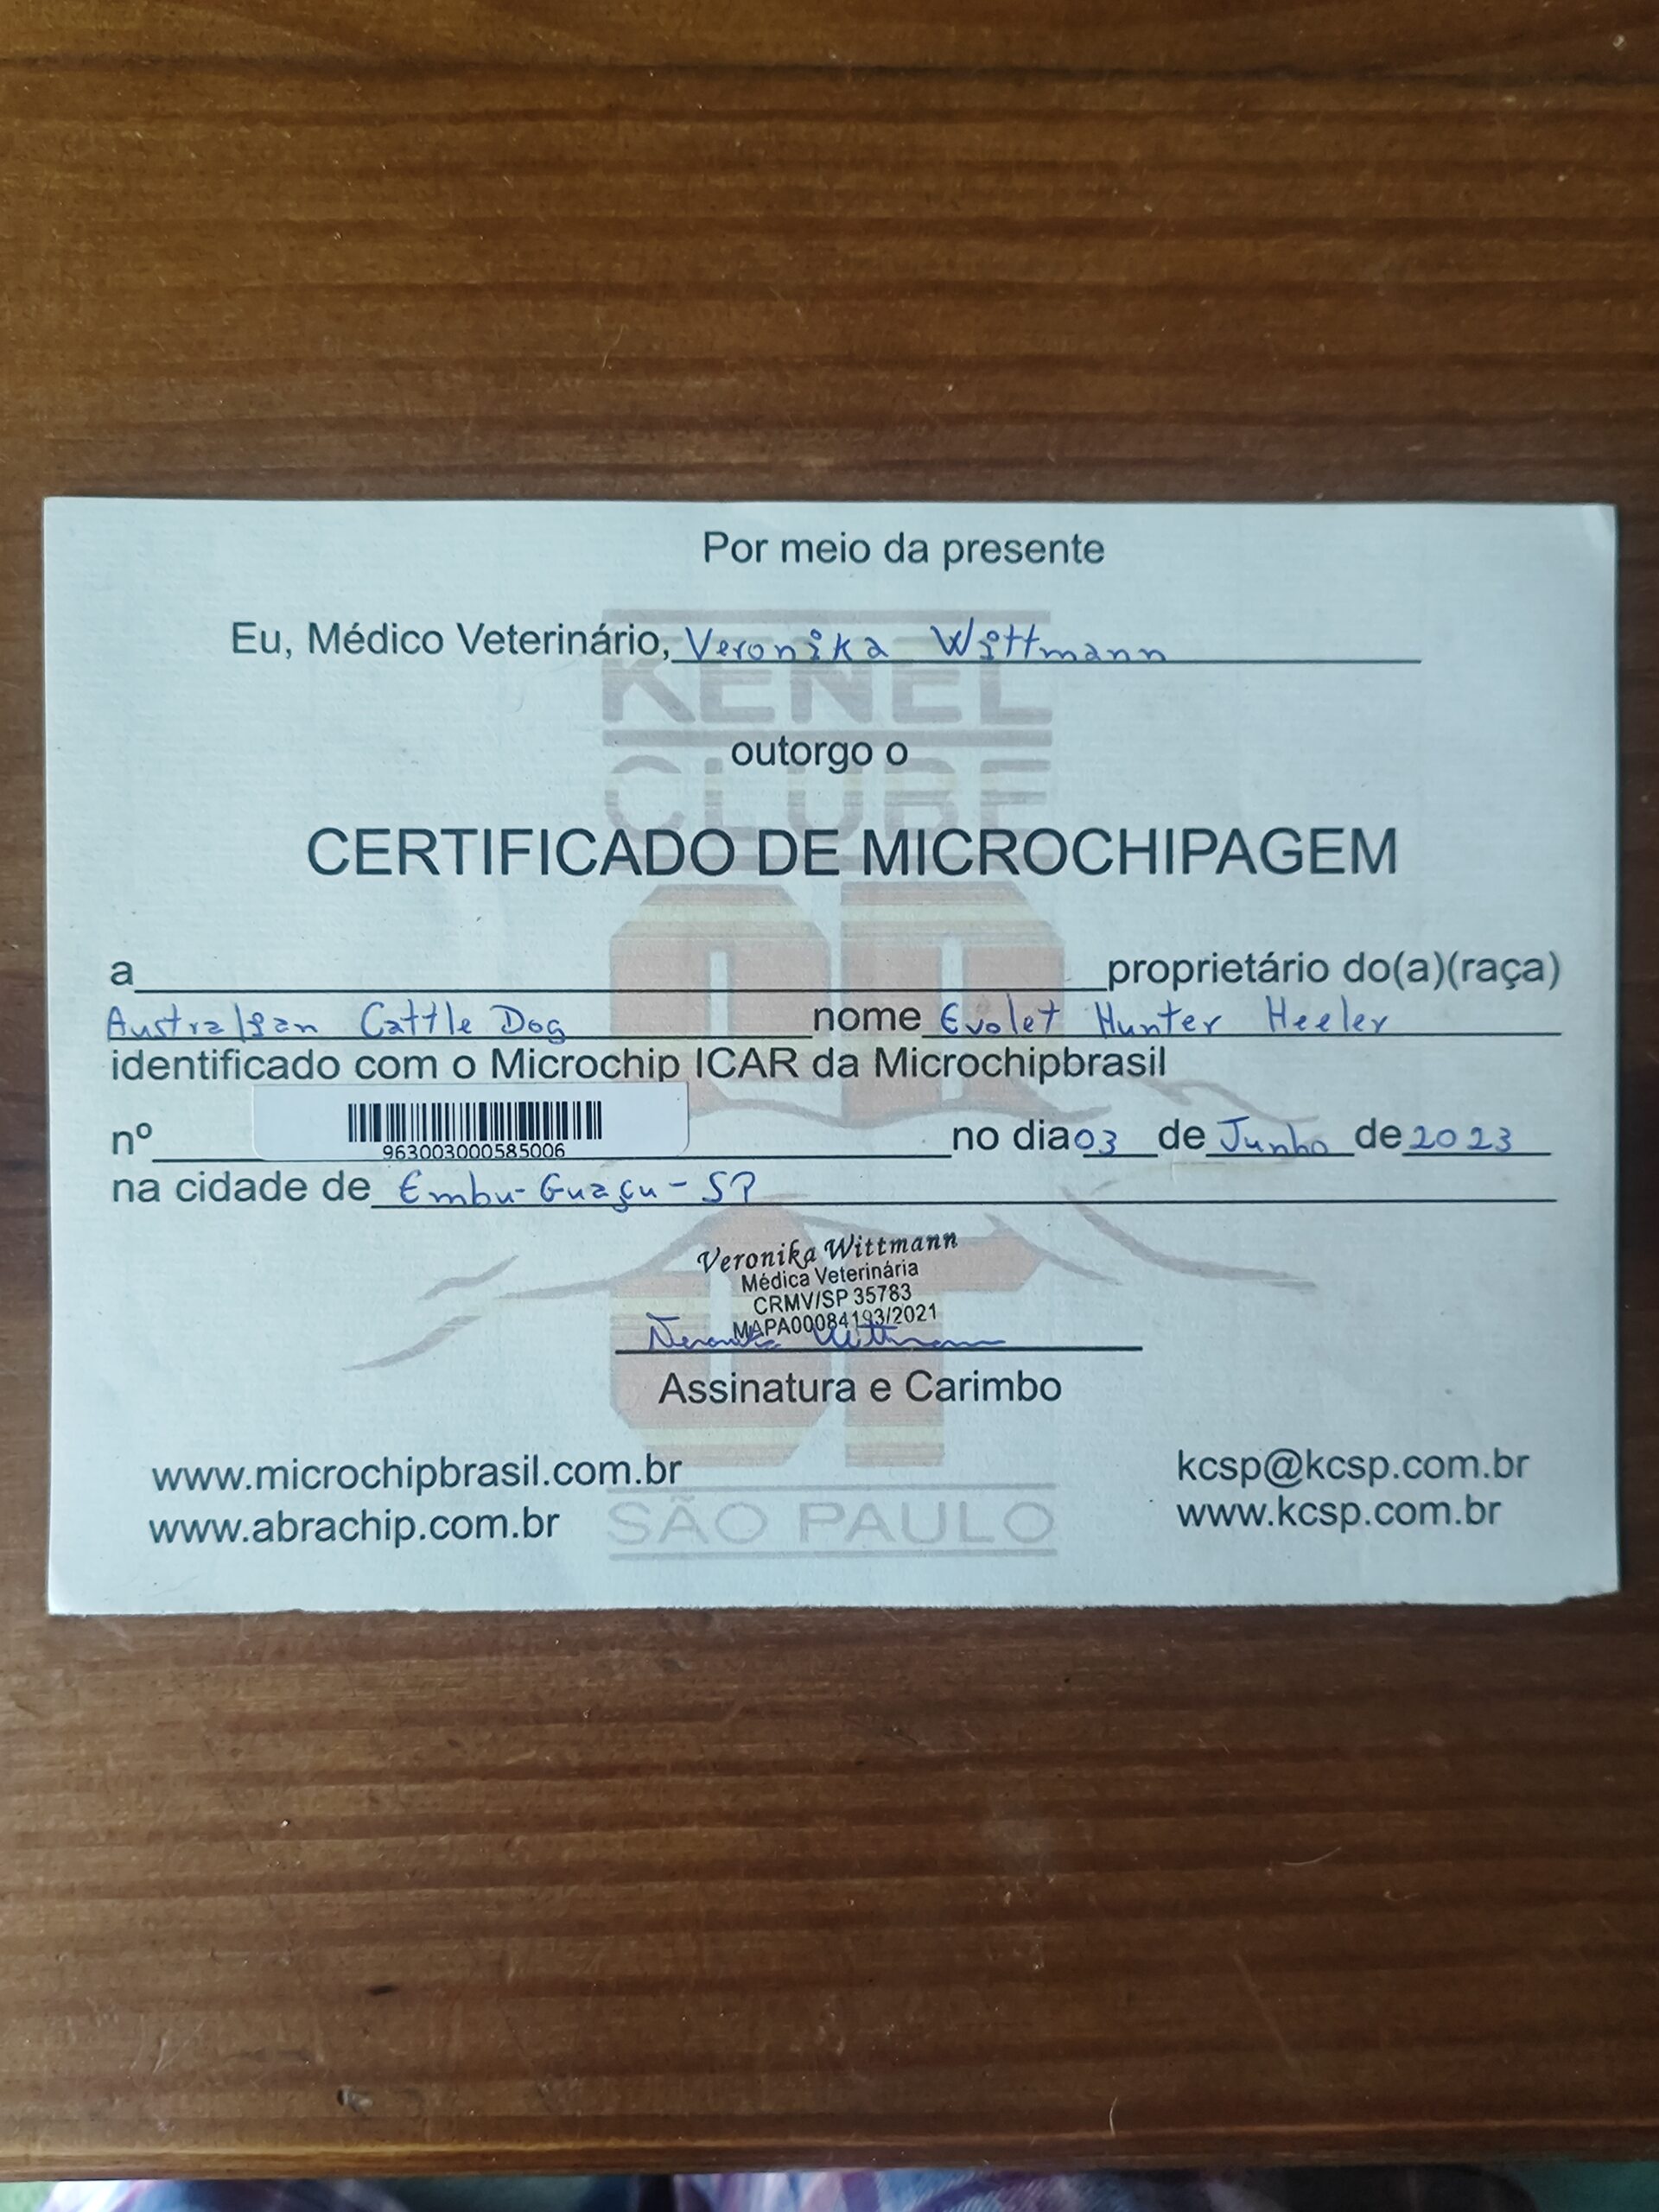 Por meio da presente
Eu, Médico Veterinário, Veronika Wittmann
KENEL
outorgo o
CLUBE
CERTIFICADO DE MICROCHIPAGEM
a proprietário do(a)(raça)
Australian Cattle Dog nome Evolet Hunter Heeler
identificado com o Microchip ICAR da Microchipbrasil
nº 963003000585006 no dia 03 de Junho de 2023
na cidade de Embu-Guaçu-SP
Veronika Wittmann
Médica Veterinária
CRMV/SP 35783
MAPA00084193/2021
Veronika Wittmann
Assinatura e Carimbo
www.microchipbrasil.com.br kcsp@kcsp.com.br
www.abrachip.com.br www.kcsp.com.br
SÃO PAULO